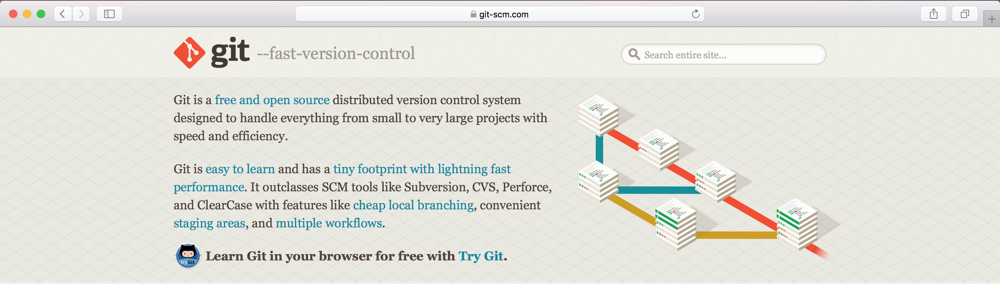 git-scm.com
git --fast-version-control
Search entire site...
Git is a free and open source distributed version control system
designed to handle everything from small to very large projects with
speed and efficiency.
Git is easy to learn and has a tiny footprint with lightning fast
performance. It outclasses SCM tools like Subversion, CVS, Perforce,
and ClearCase with features like cheap local branching, convenient
staging areas, and multiple workflows.
tryGit
Learn Git in your browser for free with Try Git.